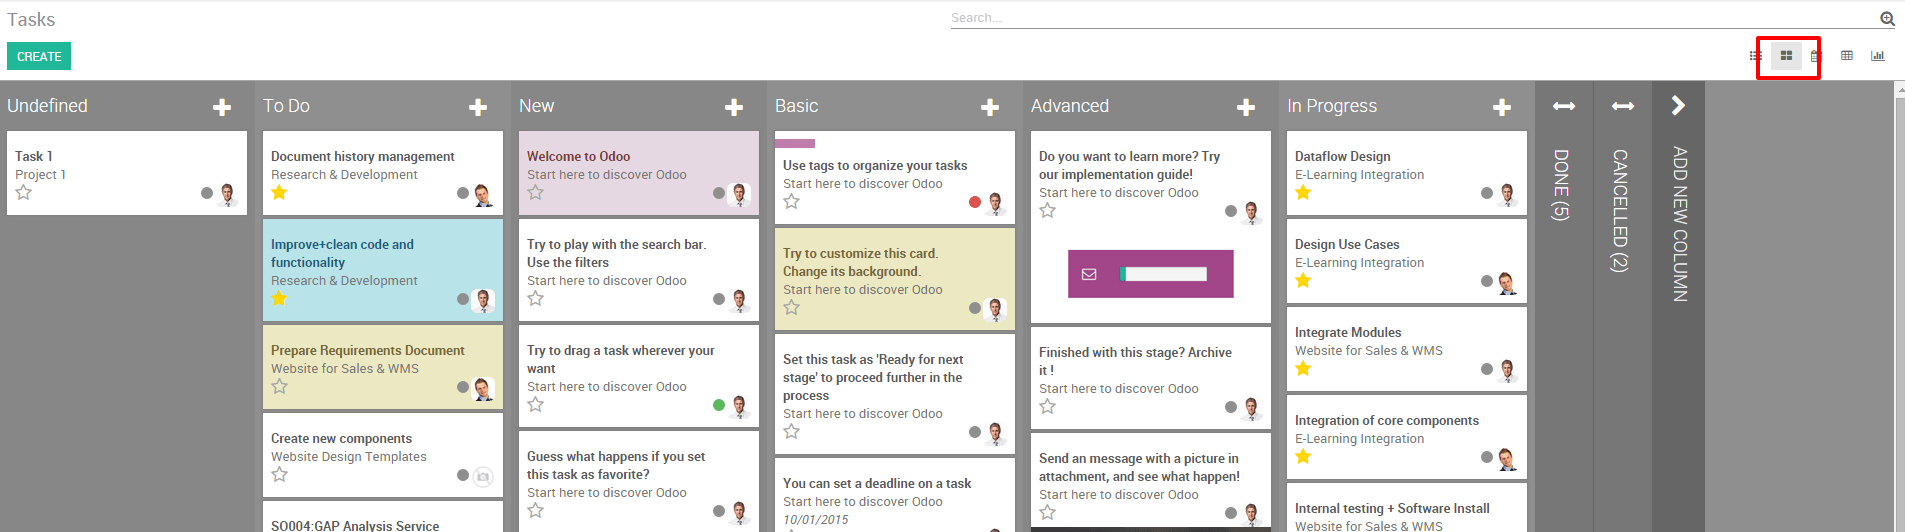 Tasks
Search...
CREATE
Undefined
Task 1
Project 1
To Do
Document history management
Research & Development
Improve+clean code and
functionality
Research & Development
Prepare Requirements Document
Website for Sales & WMS
Create new components
Website Design Templates
SO004:GAP Analysis Service
New
Welcome to Odoo
Start here to discover Odoo
Try to play with the search bar.
Use the filters
Start here to discover Odoo
Try to drag a task wherever your
want
Start here to discover Odoo
Guess what happens if you set
this task as favorite?
Start here to discover Odoo
Basic
Use tags to organize your tasks
Start here to discover Odoo
Try to customize this card.
Change its background.
Start here to discover Odoo
Set this task as 'Ready for next
stage' to proceed further in the
process
Start here to discover Odoo
You can set a deadline on a task
Start here to discover Odoo
10/01/2015
Advanced
Do you want to learn more? Try
our implementation guide!
Start here to discover Odoo
Finished with this stage? Archive
it !
Start here to discover Odoo
Send an message with a picture in
attachment, and see what happen!
Start here to discover Odoo
In Progress
Dataflow Design
E-Learning Integration
Design Use Cases
E-Learning Integration
Integrate Modules
Website for Sales & WMS
Integration of core components
E-Learning Integration
Internal testing + Software Install
Website for Sales & WMS
DONE (5)
CANCELLED (2)
ADD NEW COLUMN